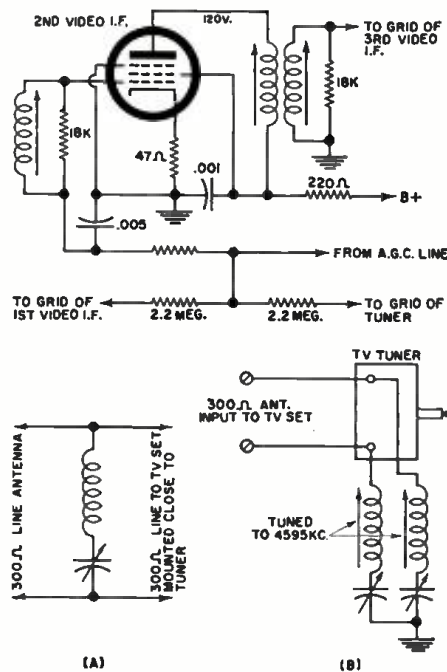 2ND VIDEO I.F.
120V.
TO GRID OF
3RD VIDEO
I.F.
18K
18K
47Ω
.001
220Ω
B+
.005
FROM A.G.C. LINE
TO GRID OF
1ST VIDEO I.F.
2.2 MEG.
2.2 MEG.
TO GRID OF
TUNER
TV TUNER
300Ω ANT.
INPUT TO TV SET
300Ω LINE ANTENNA
300Ω LINE TO TV SET
MOUNTED CLOSE TO
TUNER
TUNED
TO 4595KC.
(A)
(B)